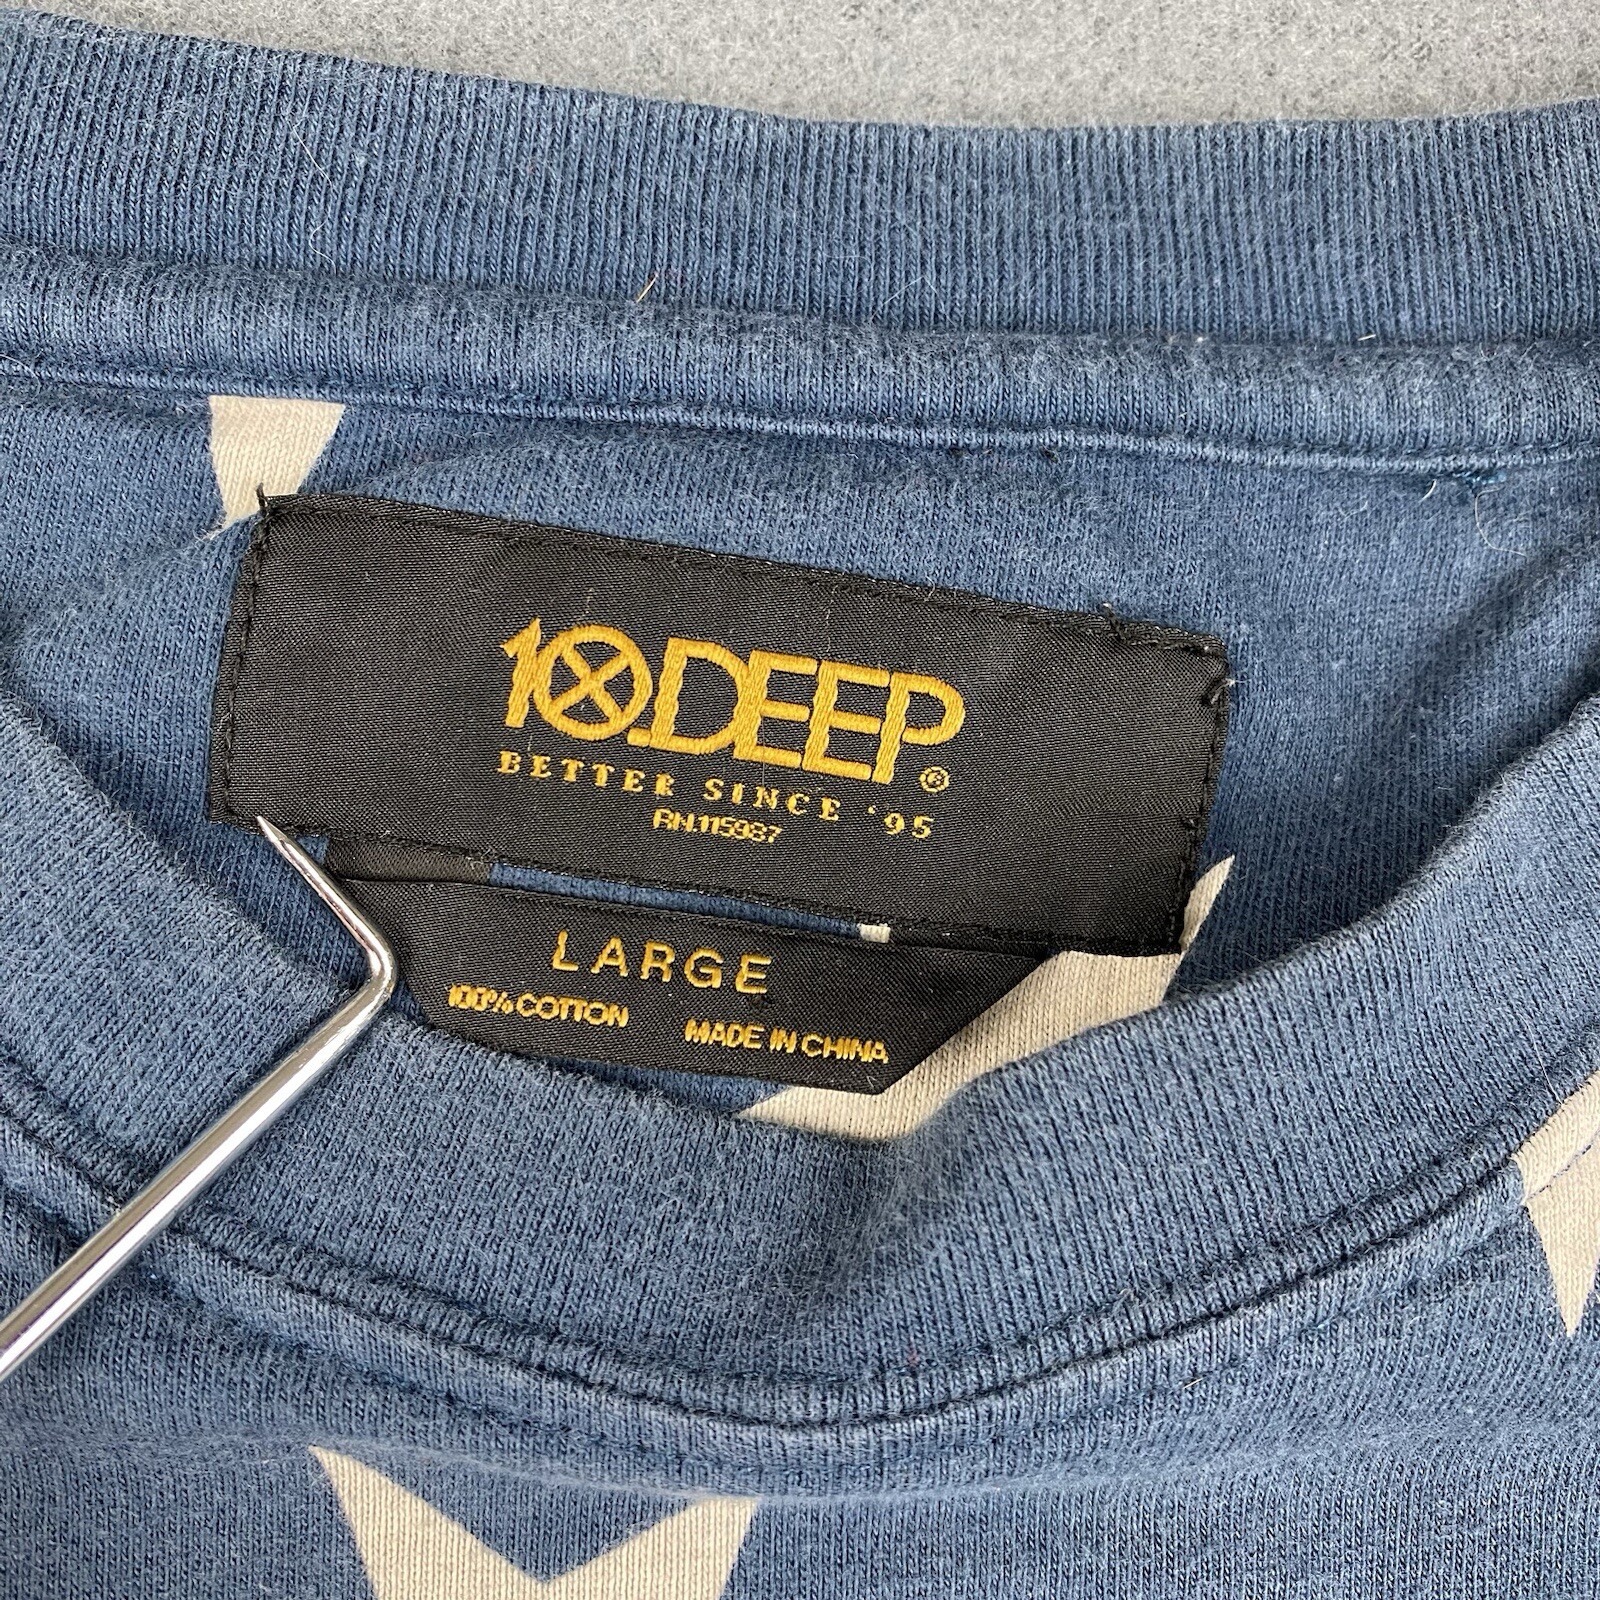 10.DEEP®
BETTER SINCE '95
RN.115987
LARGE
100% COTTON MADE IN CHINA